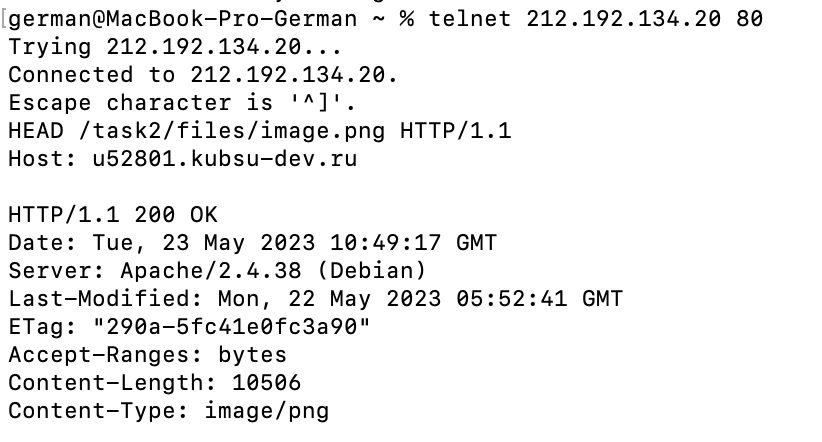 [german@MacBook-Pro-German ~ % telnet 212.192.134.20 80
Trying 212.192.134.20...
Connected to 212.192.134.20.
Escape character is '^]'.
HEAD /task2/files/image.png HTTP/1.1
Host: u52801.kubsu-dev.ru

HTTP/1.1 200 OK
Date: Tue, 23 May 2023 10:49:17 GMT
Server: Apache/2.4.38 (Debian)
Last-Modified: Mon, 22 May 2023 05:52:41 GMT
ETag: "290a-5fc41e0fc3a90"
Accept-Ranges: bytes
Content-Length: 10506
Content-Type: image/png